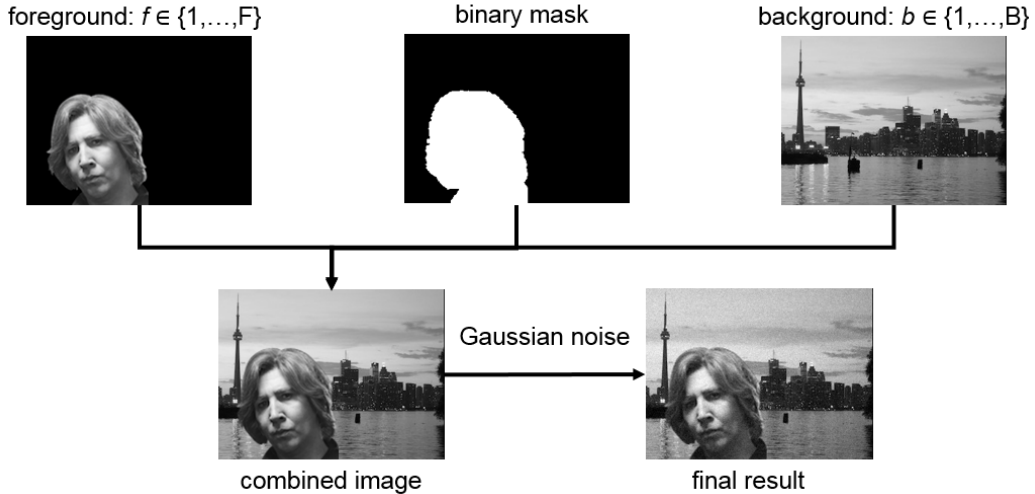 foreground: f ∈ {1,…,F}
binary mask
background: b ∈ {1,…,B}
Gaussian noise
combined image
final result